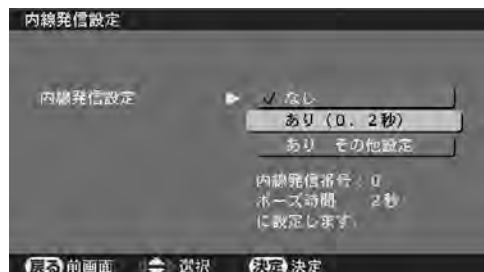 内線発信設定
内線発信設定
なし
あり（0．2秒）
あり その他設定
内線発信番号：0
ポーズ時間 2秒
に設定します．
戻る 前画面 選択 決定 決定